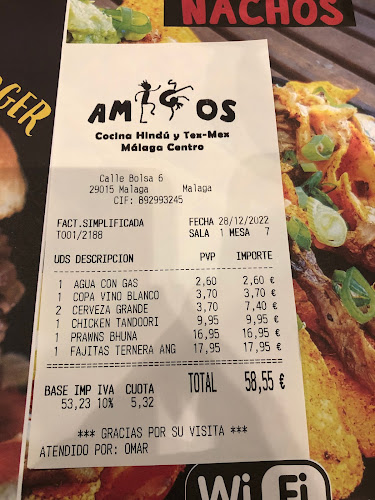 NACHOS
RGER
AMIGOS
Cocina Hindú y Tex-Mex
Málaga Centro
Calle Bolsa 6
29015 Malaga Malaga
CIF: B92993245
FACT.SIMPLIFICADA FECHA 28/12/2022
T001/2188 SALA 1 MESA 7
UDS DESCRIPCION PVP IMPORTE
1 AGUA CON GAS 2,60 2,60 €
1 COPA VINO BLANCO 3,70 3,70 €
2 CERVEZA GRANDE 3,70 7,40 €
1 CHICKEN TANDOORI 9,95 9,95 €
1 PRAWNS BHUNA 16,95 16,95 €
1 FAJITAS TERNERA ANG 17,95 17,95 €
BASE IMP IVA CUOTA TOTAL 58,55 €
53,23 10% 5,32
*** GRACIAS POR SU VISITA ***
ATENDIDO POR: OMAR
Wi Fi